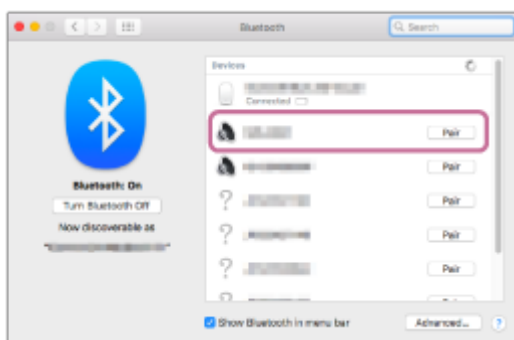 Bluetooth
Search
Devices
Connected
Pair
Pair
Pair
Pair
Pair
Bluetooth: On
Turn Bluetooth Off
Now discoverable as
Show Bluetooth in menu bar
Advanced...
?